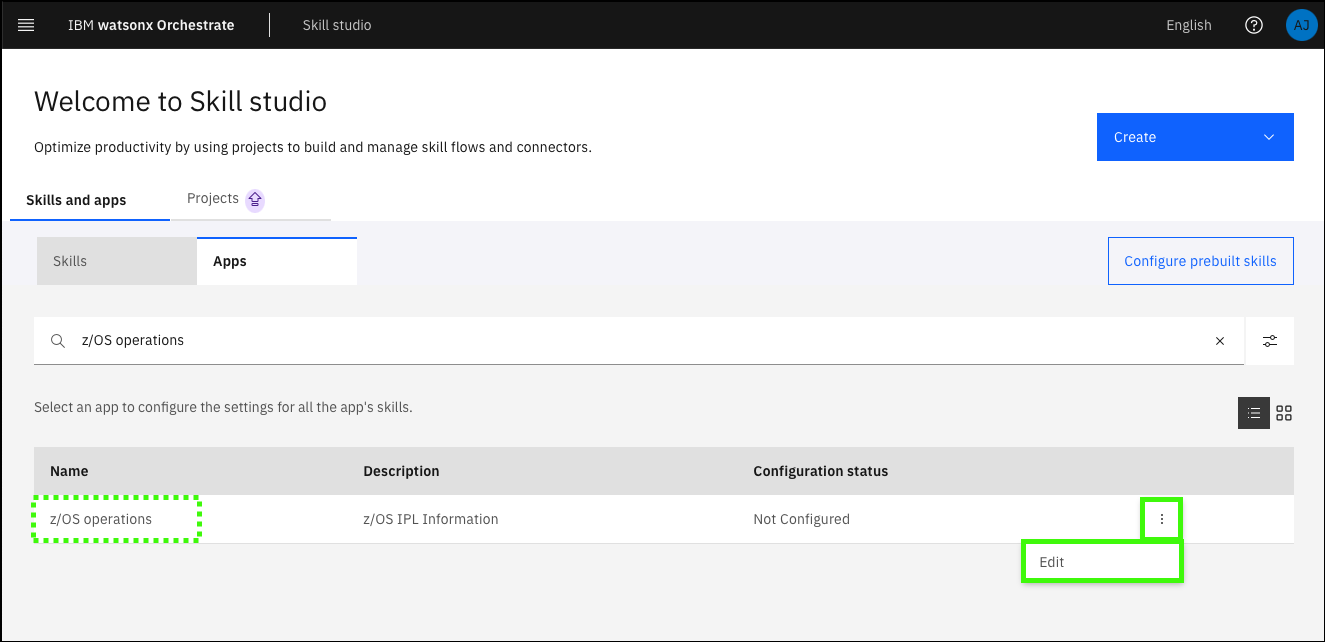 IBM watsonx Orchestrate Skill studio English AJ
Welcome to Skill studio
Optimize productivity by using projects to build and manage skill flows and connectors.
Create
Skills and apps Projects
Skills Apps Configure prebuilt skills
z/OS operations
Select an app to configure the settings for all the app's skills.
Name Description Configuration status
z/OS operations z/OS IPL Information Not Configured
Edit